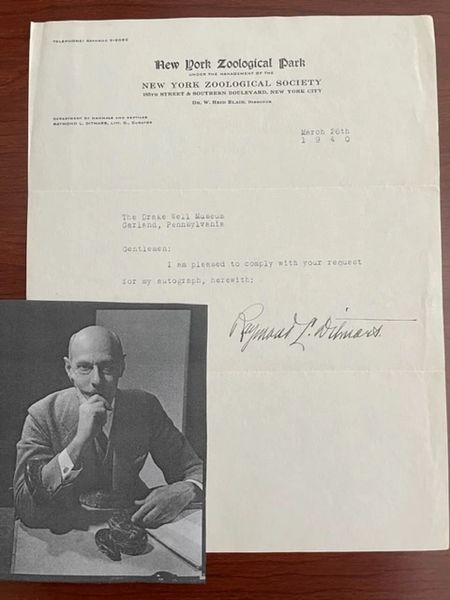 TELEPHONE:
New York Zoological Park
UNDER THE MANAGEMENT OF THE
NEW YORK ZOOLOGICAL SOCIETY
185TH STREET & SOUTHERN BOULEVARD, NEW YORK CITY
DR. W. REID BLAIR, DIRECTOR
DEPARTMENT OF MAMMALS AND REPTILES
RAYMOND L. DITMARS, LITT. D., CURATOR
March 26th
1 9 4 0
The Drake Well Museum
Garland, Pennsylvania
Gentlemen:
I am pleased to comply with your request
for my autograph, herewith:
Raymond L. Ditmars.